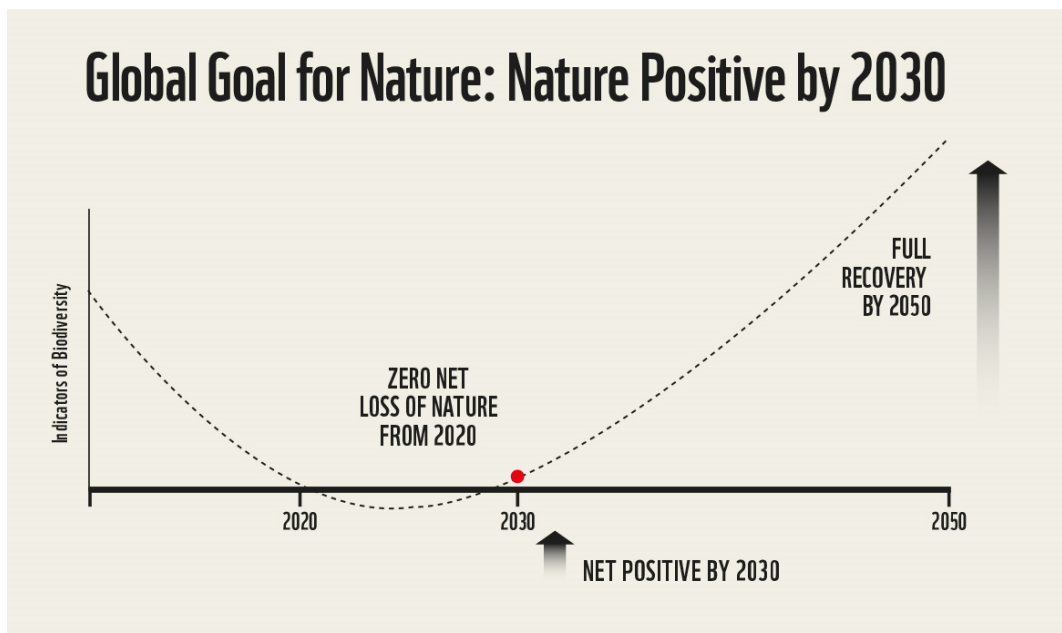 Global Goal for Nature: Nature Positive by 2030
Indicators of Biodiversity
ZERO NET
LOSS OF NATURE
FROM 2020
FULL
RECOVERY
BY 2050
2020
2030
2050
NET POSITIVE BY 2030